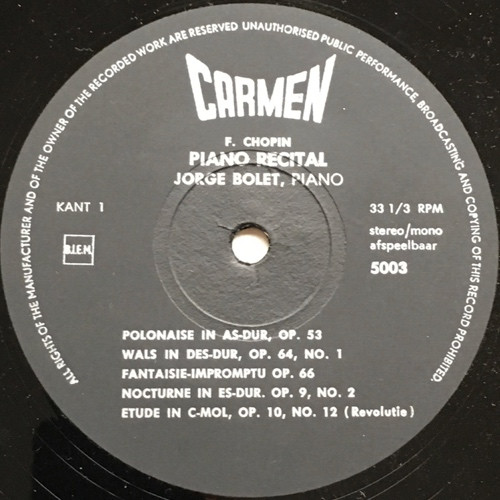 ALL RIGHTS OF THE MANUFACTURER AND OF THE OWNER OF THE RECORDED WORK ARE RESERVED UNAUTHORISED PUBLIC PERFORMANCE, BROADCASTING AND COPYING OF THIS RECORD PROHIBITED.
CARMEN
F. CHOPIN
PIANO RECITAL
JORGE BOLET, PIANO
KANT 1
33 1/3 RPM
B.I.E.M.
stereo/mono
afspeelbaar
5003
POLONAISE IN AS-DUR, OP. 53
WALS IN DES-DUR, OP. 64, NO. 1
FANTAISIE-IMPROMPTU OP. 66
NOCTURNE IN ES-DUR. OP. 9, NO. 2
ETUDE IN C-MOL, OP. 10, NO. 12 (Revolutie)